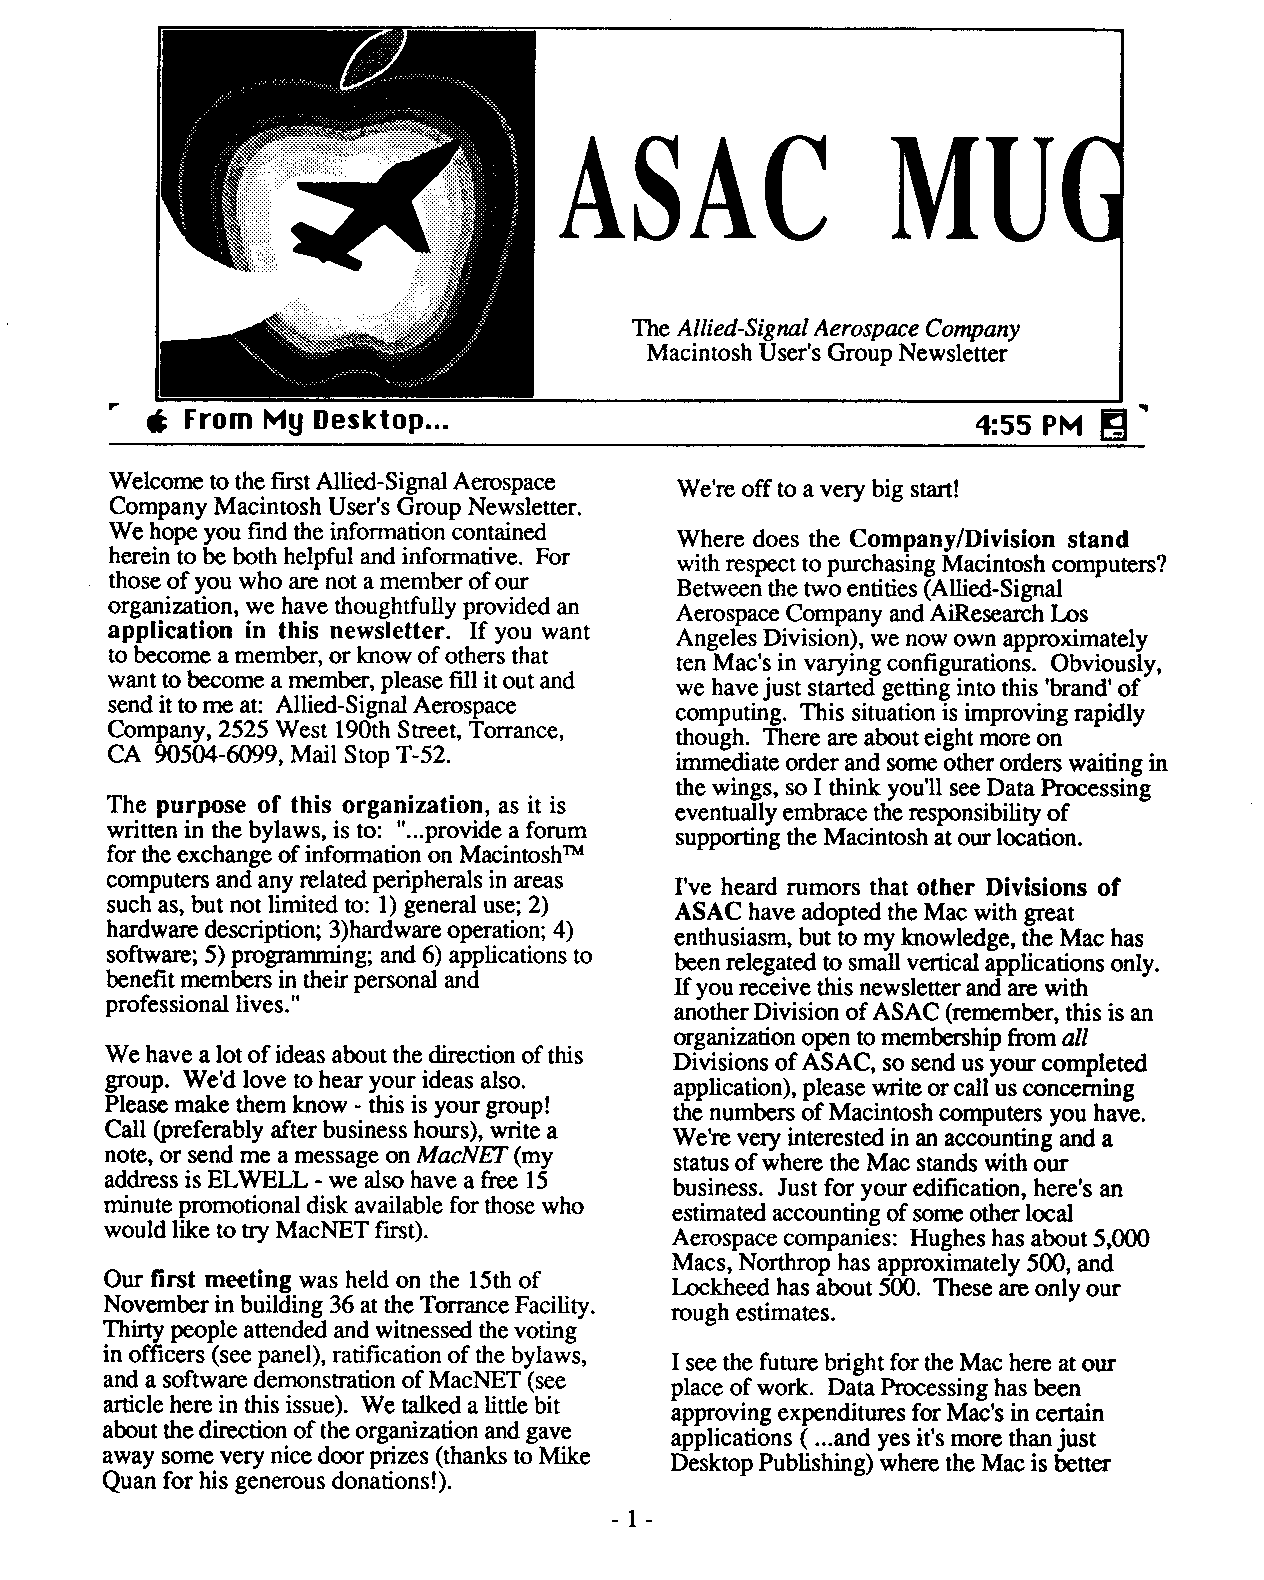 ASAC MUG
The Allied-Signal Aerospace Company
Macintosh User's Group Newsletter
From My Desktop...
4:55 PM
Welcome to the first Allied-Signal Aerospace
Company Macintosh User's Group Newsletter.
We hope you find the information contained
herein to be both helpful and informative. For
those of you who are not a member of our
organization, we have thoughtfully provided an
application in this newsletter. If you want
to become a member, or know of others that
want to become a member, please fill it out and
send it to me at: Allied-Signal Aerospace
Company, 2525 West 190th Street, Torrance,
CA 90504-6099, Mail Stop T-52.
The purpose of this organization, as it is
written in the bylaws, is to: "...provide a forum
for the exchange of information on Macintosh™
computers and any related peripherals in areas
such as, but not limited to: 1) general use; 2)
hardware description; 3)hardware operation; 4)
software; 5) programming; and 6) applications to
benefit members in their personal and
professional lives."
We have a lot of ideas about the direction of this
group. We'd love to hear your ideas also.
Please make them know - this is your group!
Call (preferably after business hours), write a
note, or send me a message on MacNET (my
address is ELWELL - we also have a free 15
minute promotional disk available for those who
would like to try MacNET first).
Our first meeting was held on the 15th of
November in building 36 at the Torrance Facility.
Thirty people attended and witnessed the voting
in officers (see panel), ratification of the bylaws,
and a software demonstration of MacNET (see
article here in this issue). We talked a little bit
about the direction of the organization and gave
away some very nice door prizes (thanks to Mike
Quan for his generous donations!).
We're off to a very big start!
Where does the Company/Division stand
with respect to purchasing Macintosh computers?
Between the two entities (Allied-Signal
Aerospace Company and AiResearch Los
Angeles Division), we now own approximately
ten Mac's in varying configurations. Obviously,
we have just started getting into this 'brand' of
computing. This situation is improving rapidly
though. There are about eight more on
immediate order and some other orders waiting in
the wings, so I think you'll see Data Processing
eventually embrace the responsibility of
supporting the Macintosh at our location.
I've heard rumors that other Divisions of
ASAC have adopted the Mac with great
enthusiasm, but to my knowledge, the Mac has
been relegated to small vertical applications only.
If you receive this newsletter and are with
another Division of ASAC (remember, this is an
organization open to membership from all
Divisions of ASAC, so send us your completed
application), please write or call us concerning
the numbers of Macintosh computers you have.
We're very interested in an accounting and a
status of where the Mac stands with our
business. Just for your edification, here's an
estimated accounting of some other local
Aerospace companies: Hughes has about 5,000
Macs, Northrop has approximately 500, and
Lockheed has about 500. These are only our
rough estimates.
I see the future bright for the Mac here at our
place of work. Data Processing has been
approving expenditures for Mac's in certain
applications ( ...and yes it's more than just
Desktop Publishing) where the Mac is better
- 1 -